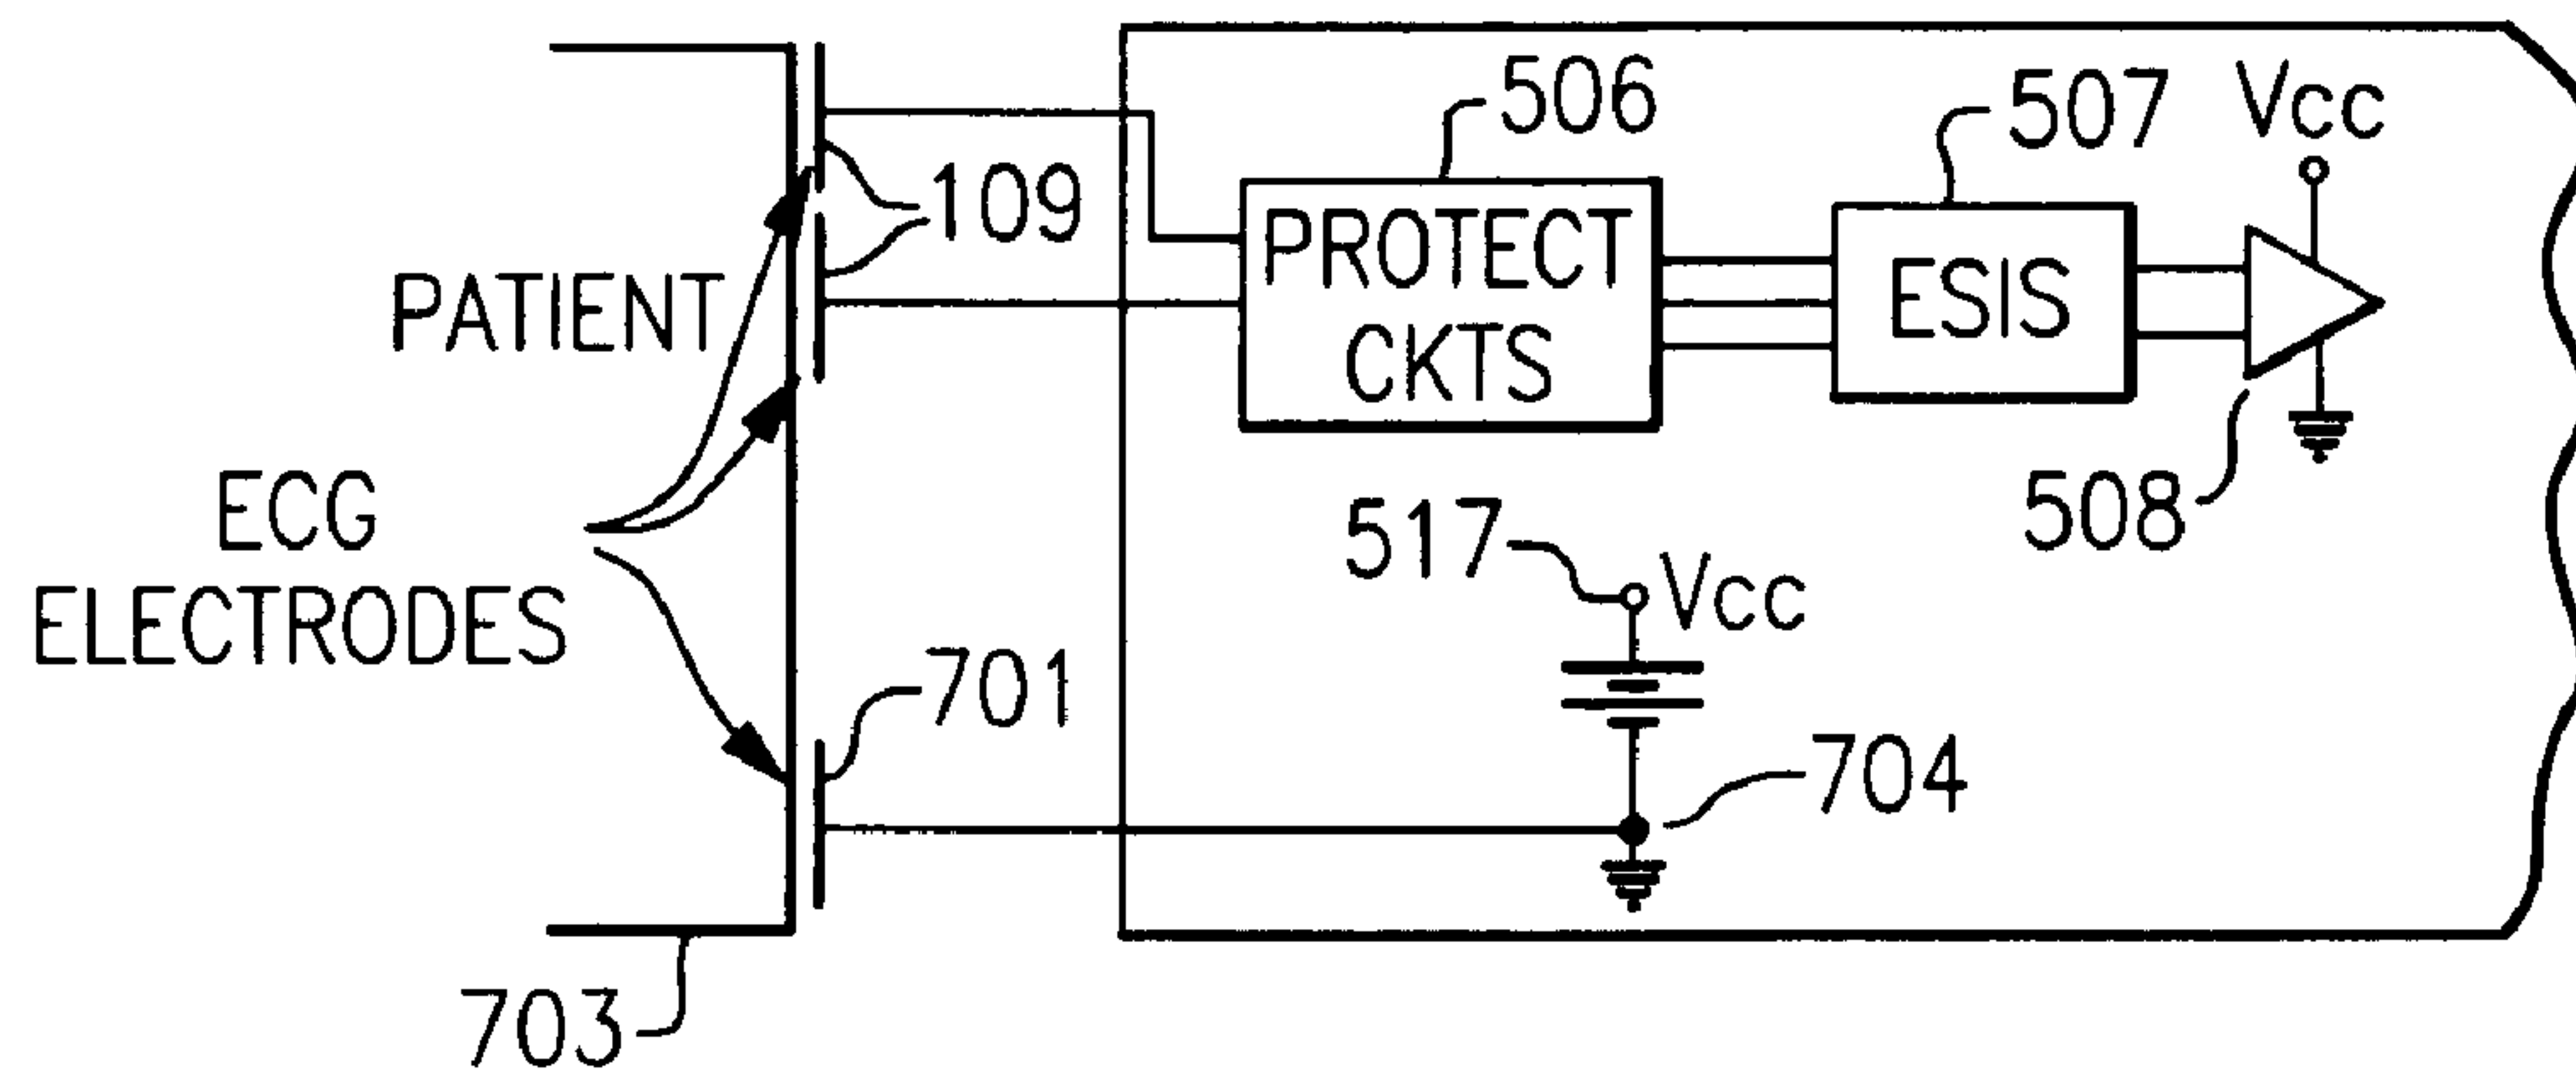 506
507
Vcc
109
PROTECT
CKTS
ESIS
PATIENT
508
ECG
ELECTRODES
517
Vcc
701
704
703